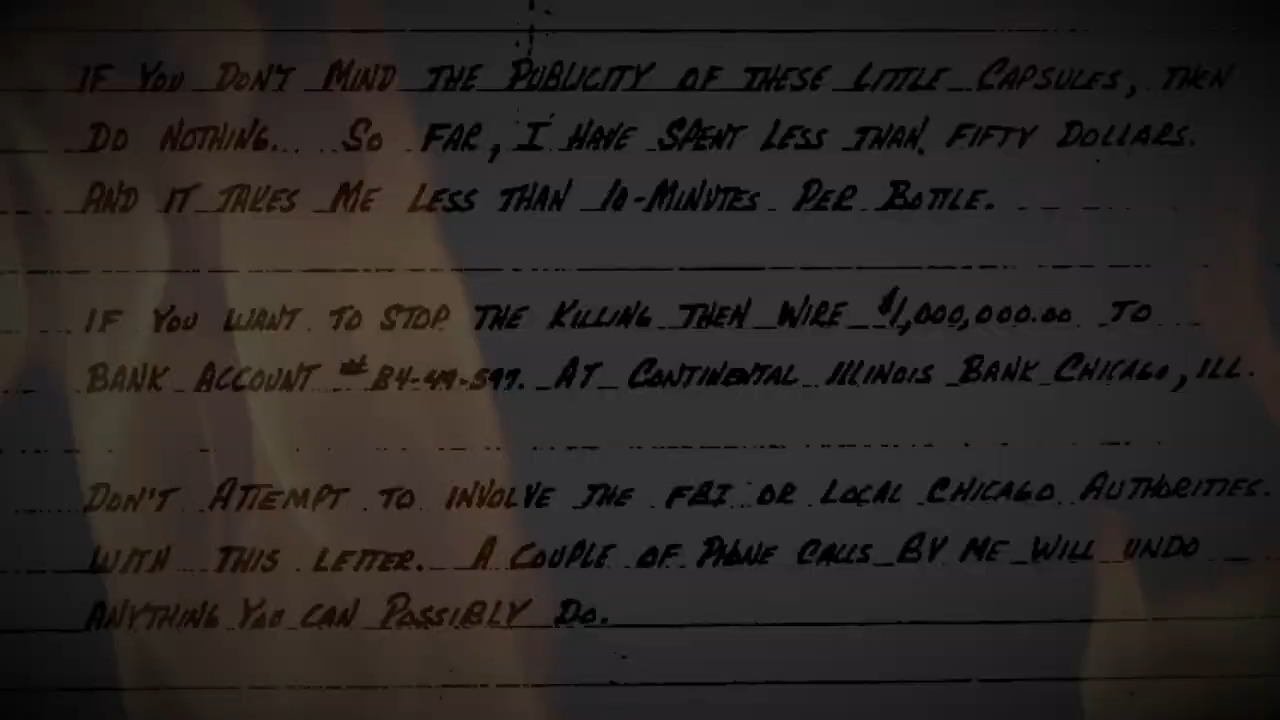 IF YOU DON'T MIND THE PUBLICITY OF THESE LITTLE CAPSULES, THEN
DO NOTHING... SO FAR, I HAVE SPENT LESS THAN FIFTY DOLLARS.
AND IT TAKES ME LESS THAN 10-MINUTES PER BOTTLE.
IF YOU WANT TO STOP THE KILLING THEN WIRE $1,000,000.00 TO
BANK ACCOUNT # 84-49-597. AT CONTINENTAL ILLINOIS BANK CHICAGO, ILL.
DON'T ATTEMPT TO INVOLVE THE FBI OR LOCAL CHICAGO AUTHORITIES.
WITH THIS LETTER. A COUPLE OF PHONE CALLS BY ME WILL UNDO
ANYTHING YOU CAN POSSIBLY DO.